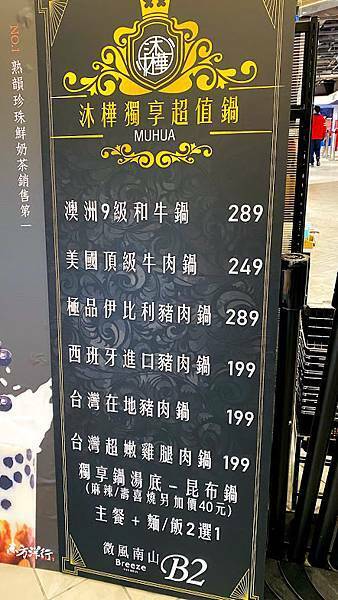 沐樺
沐樺獨享超值鍋
MUHUA
澳洲9級和牛鍋 289
美國頂級牛肉鍋 249
極品伊比利豬肉鍋 289
西班牙進口豬肉鍋 199
台灣在地豬肉鍋 199
台灣超嫩雞腿肉鍋 199
獨享鍋湯底－昆布鍋
(麻辣/壽喜燒另加價40元)
主餐 + 麵/飯2選1
微風南山 B2
Breeze
NO.1
熟韻珍珠鮮奶茶銷售第一
方洋行